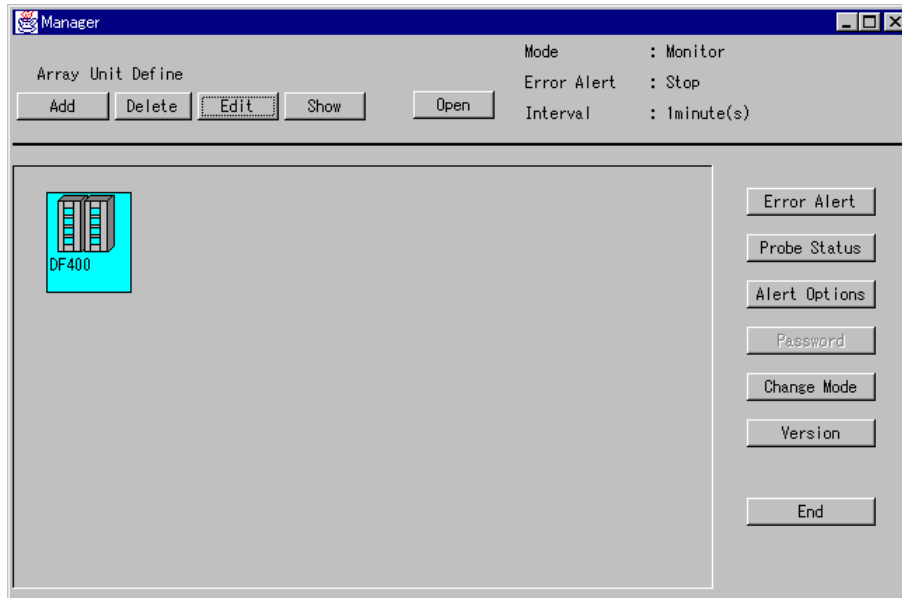 Manager
Mode : Monitor
Array Unit Define
Error Alert : Stop
Add Delete Edit Show Open
Interval : 1minute(s)
DF400
Error Alert
Probe Status
Alert Options
Password
Change Mode
Version
End